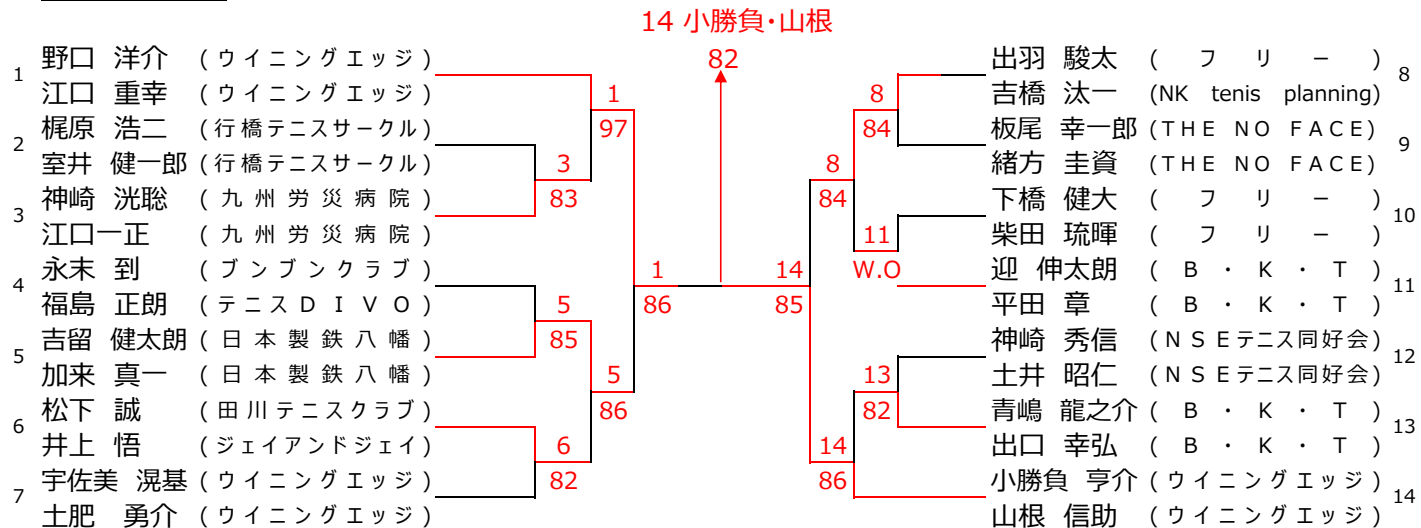 14 小勝負・山根
82
1 野口 洋介 (ウイニングエッジ)
江口 重幸 (ウイニングエッジ)
2 梶原 浩二 (行橋テニスサークル)
室井 健一郎 (行橋テニスサークル)
3 神崎 洸聡 (九州労災病院)
江口一正 (九州労災病院)
4 永末 到 (ブンブンクラブ)
福島 正朗 (テニスDIVO)
5 吉留 健太朗 (日本製鉄八幡)
加来 真一 (日本製鉄八幡)
6 松下 誠 (田川テニスクラブ)
井上 悟 (ジェイアンドジェイ)
7 宇佐美 滉基 (ウイニングエッジ)
土肥 勇介 (ウイニングエッジ)
1
97
3
83
5
85
5
86
6
82
1
86
14
85
8
84
8
84
11
W.O
13
82
14
86
出羽 駿太 (フリー) 8
吉橋 汰一 (NK tenis planning)
板尾 幸一郎 (THE NO FACE) 9
緒方 圭資 (THE NO FACE)
下橋 健大 (フリー) 10
柴田 琉暉 (フリー)
迎 伸太朗 (B・K・T) 11
平田 章 (B・K・T)
神崎 秀信 (NSEテニス同好会) 12
土井 昭仁 (NSEテニス同好会)
青嶋 龍之介 (B・K・T) 13
出口 幸弘 (B・K・T)
小勝負 亨介 (ウイニングエッジ) 14
山根 信助 (ウイニングエッジ)